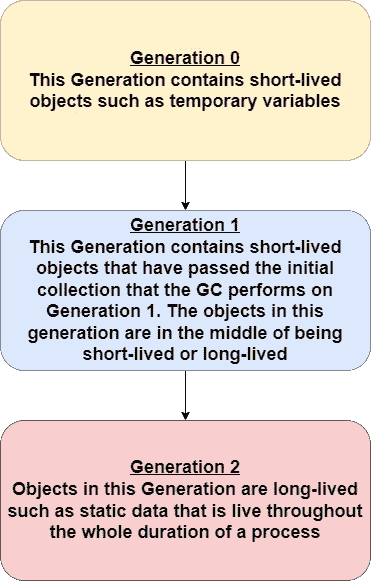 Generation 0
This Generation contains short-lived
objects such as temporary variables
Generation 1
This Generation contains short-lived
objects that have passed the initial
collection that the GC performs on
Generation 1. The objects in this
generation are in the middle of being
short-lived or long-lived
Generation 2
Objects in this Generation are long-lived
such as static data that is live throughout
the whole duration of a process